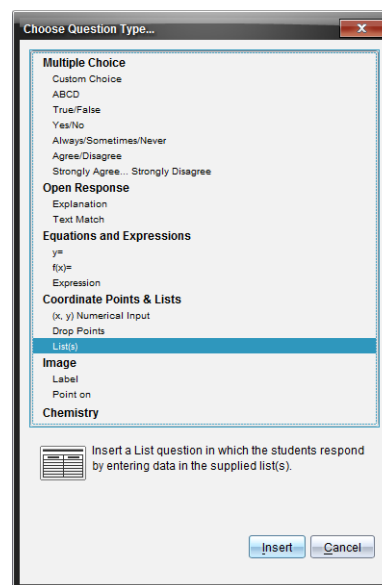 Choose Question Type...
Multiple Choice
Custom Choice
ABCD
True/False
Yes/No
Always/Sometimes/Never
Agree/Disagree
Strongly Agree... Strongly Disagree
Open Response
Explanation
Text Match
Equations and Expressions
y=
f(x)=
Expression
Coordinate Points & Lists
(x, y) Numerical Input
Drop Points
List(s)
Image
Label
Point on
Chemistry
Insert a List question in which the students respond
by entering data in the supplied list(s).
Insert Cancel